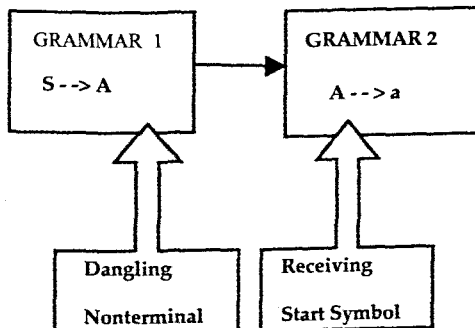 GRAMMAR 1
S --> A
GRAMMAR 2
A --> a
Dangling
Nonterminal
Receiving
Start Symbol